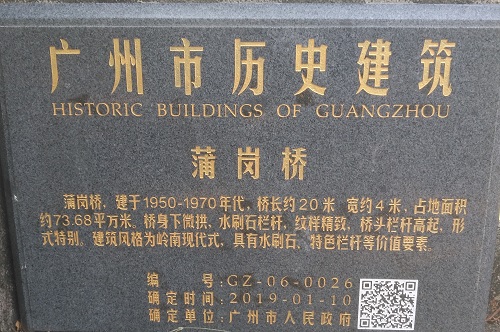 广州市历史建筑
HISTORIC BUILDINGS OF GUANGZHOU
蒲岗桥
蒲岗桥，建于1950-1970年代，桥长约20米 宽约4米，占地面积
约73.68平方米。桥身下微拱，水刷石栏杆，纹样精致，桥头栏杆高起，形
式特别。建筑风格为岭南现代式，具有水刷石、特色栏杆等价值要素。
编 号:GZ-06-0026
确定时间:2019-01-10
确定单位:广州市人民政府